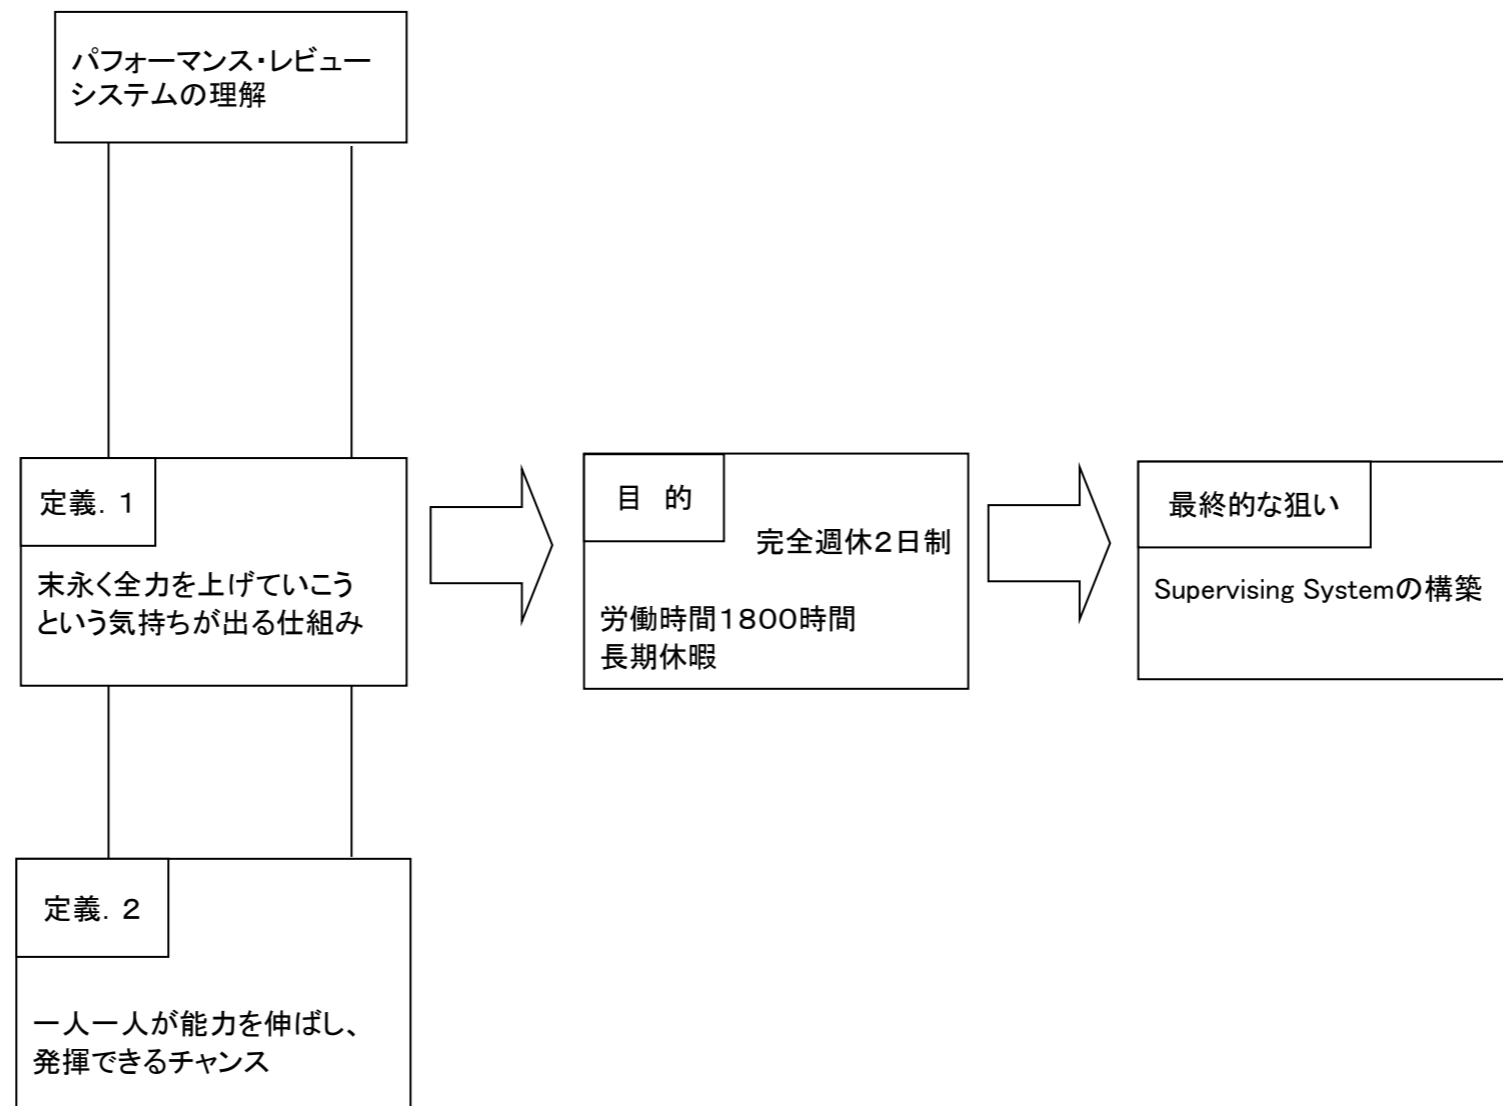 パフォーマンス・レビュー
システムの理解
定義．１
末永く全力を上げていこう
という気持ちが出る仕組み
目　的
完全週休２日制
労働時間１８００時間
長期休暇
最終的な狙い
Supervising Systemの構築
定義．２
一人一人が能力を伸ばし、
発揮できるチャンス